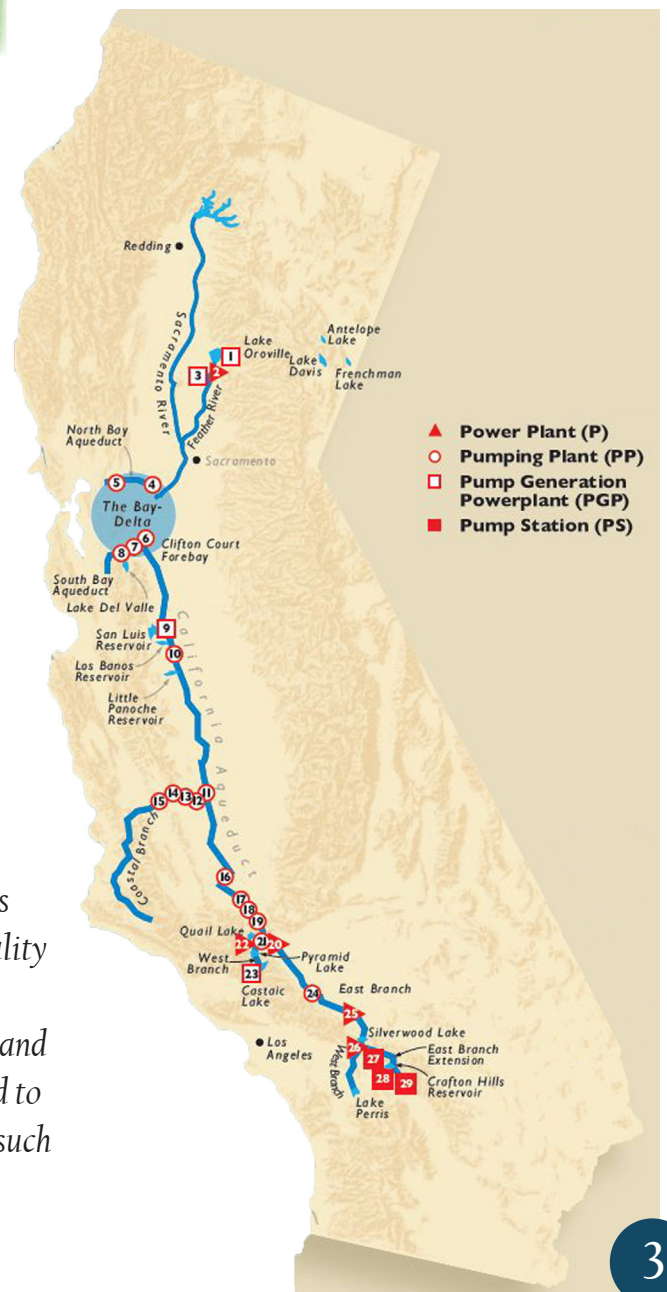 Redding
Sacramento River
Lake
Oroville
Antelope
Lake
Lake
Davis
Frenchman
Lake
1
2
3
Feather River
North Bay
Aqueduct
Sacramento
5
4
The Bay-
Delta
6
7
8
Clifton Court
Forebay
South Bay
Aqueduct
Lake Del Valle
San Luis
Reservoir
9
10
Los Banos
Reservoir
Little
Panoche
Reservoir
California Aqueduct
15
14
13
12
11
Coastal Branch
16
17
18
19
Quail Lake
22
21
20
West
Branch
Pyramid
Lake
23
Castaic
Lake
24
East Branch
25
Silverwood Lake
Los
Angeles
26
27
28
29
East Branch
Extension
West Branch
Crafton Hills
Reservoir
Lake
Perris
Power Plant (P)
Pumping Plant (PP)
Pump Generation
Powerplant (PGP)
Pump Station (PS)
s
ality
and
d to
such
3